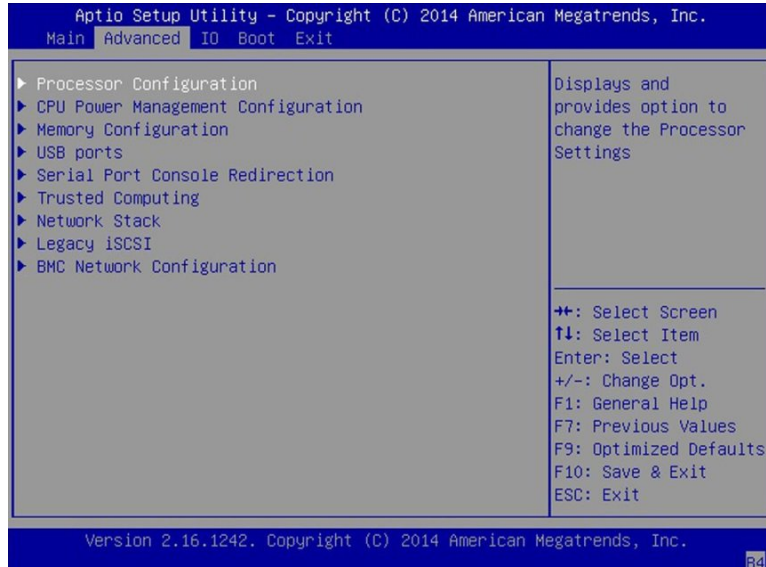 Aptio Setup Utility – Copyright (C) 2014 American Megatrends, Inc.
Main Advanced IO Boot Exit
▶ Processor Configuration
▶ CPU Power Management Configuration
▶ Memory Configuration
▶ USB ports
▶ Serial Port Console Redirection
▶ Trusted Computing
▶ Network Stack
▶ Legacy iSCSI
▶ BMC Network Configuration
Displays and
provides option to
change the Processor
Settings
→←: Select Screen
↑↓: Select Item
Enter: Select
+/-: Change Opt.
F1: General Help
F7: Previous Values
F9: Optimized Defaults
F10: Save & Exit
ESC: Exit
Version 2.16.1242. Copyright (C) 2014 American Megatrends, Inc.
B4